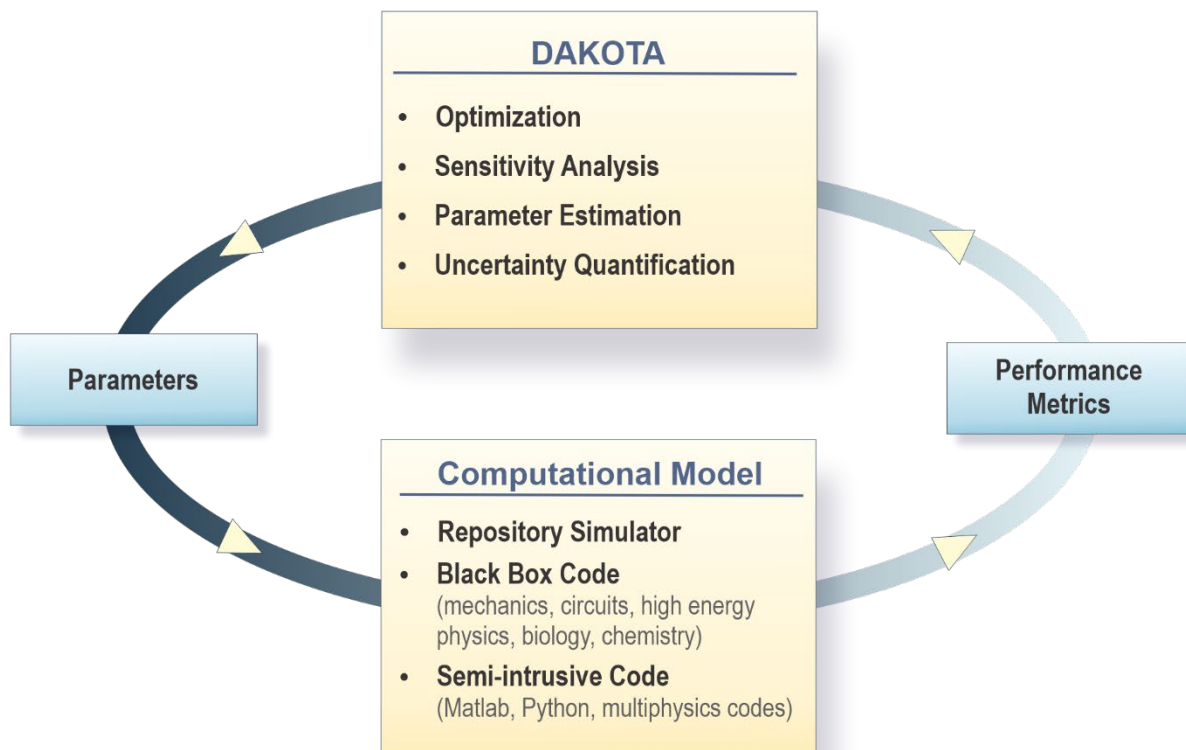 DAKOTA
• Optimization
• Sensitivity Analysis
• Parameter Estimation
• Uncertainty Quantification
Parameters
Performance
Metrics
Computational Model
• Repository Simulator
• Black Box Code
(mechanics, circuits, high energy
physics, biology, chemistry)
• Semi-intrusive Code
(Matlab, Python, multiphysics codes)